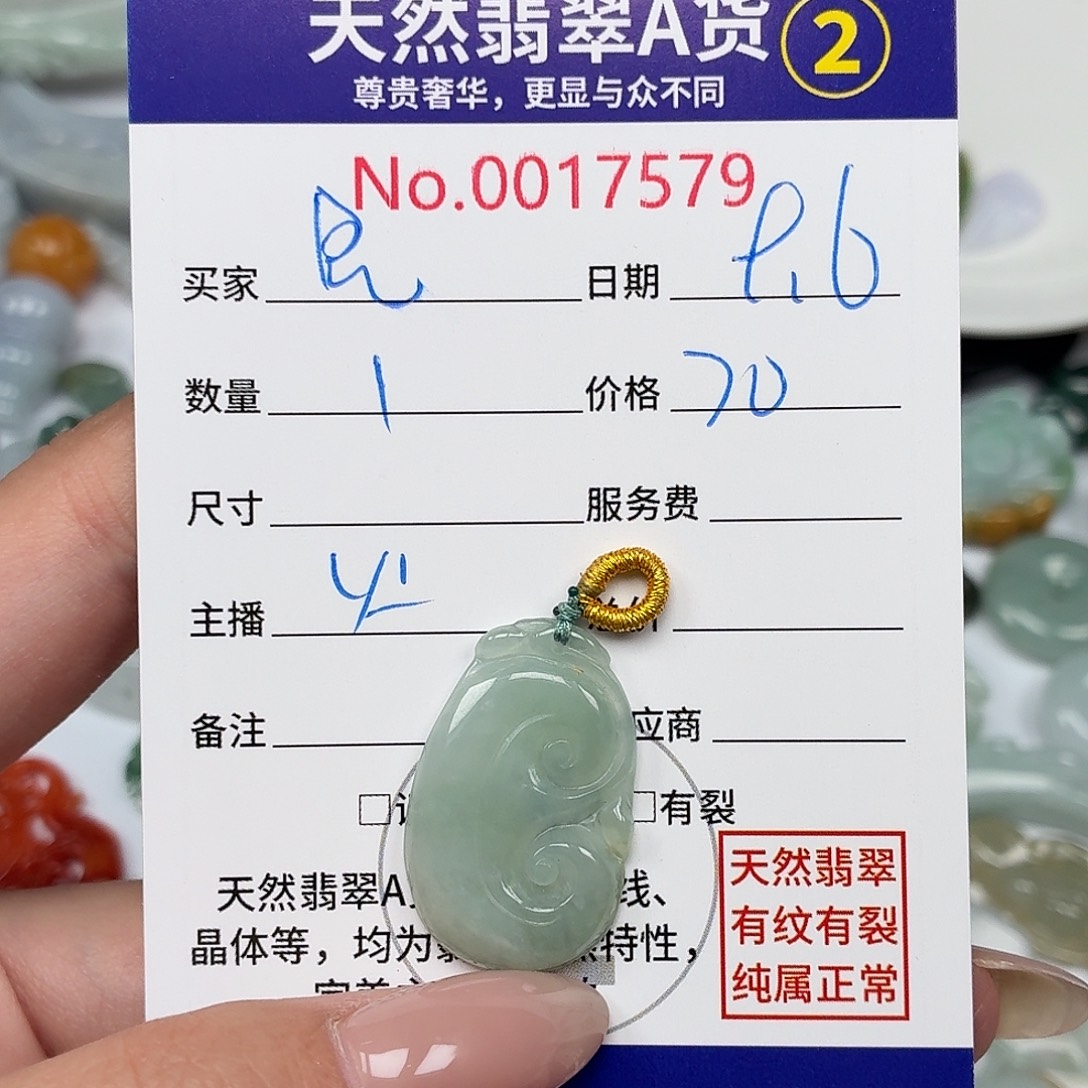 天然翡翠A货 2
尊贵奢华，更显与众不同
No.0017579
买家 日期
数量 1 价格 70
尺寸 服务费
主播
备注 应商
□ □有裂
天然翡翠A 线、
晶体等，均为 特性，
天然翡翠
有纹有裂
纯属正常